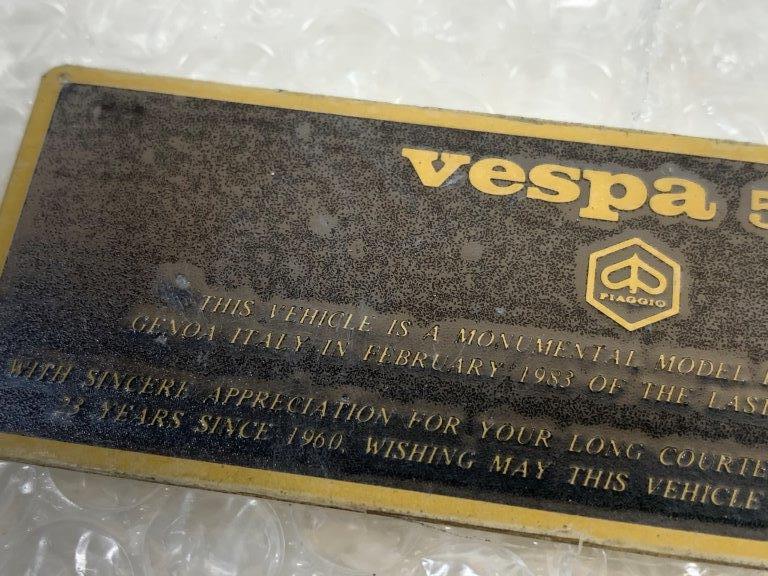 vespa 5
PIAGGIO
THIS VEHICLE IS A MONUMENTAL MODEL
GENOA ITALY IN FEBRUARY 1983 OF THE LAST
WITH SINCERE APPRECIATION FOR YOUR LONG COURTE
23 YEARS SINCE 1960. WISHING MAY THIS VEHICLE